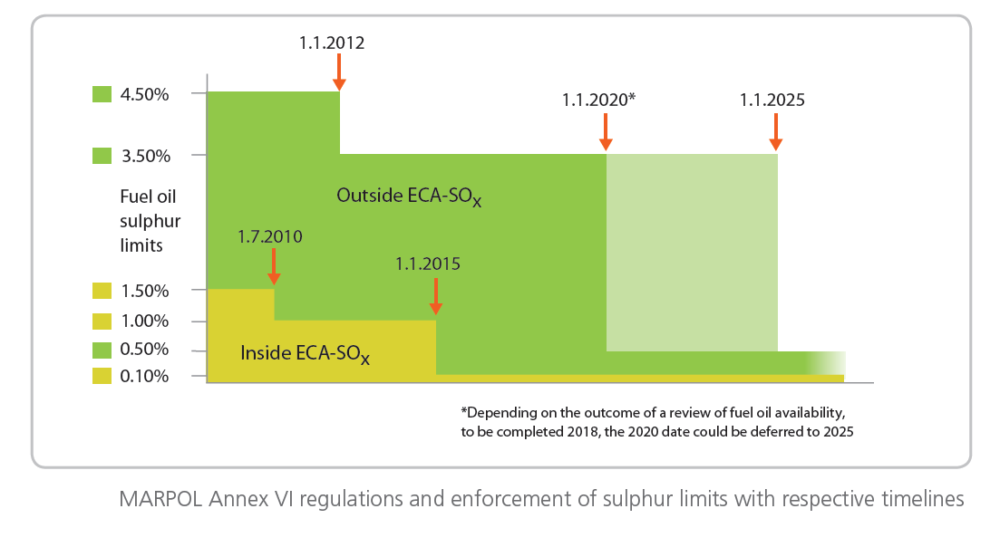 1.1.2012
4.50%
1.1.2020*
1.1.2025
3.50%
Fuel oil
sulphur
limits
Outside ECA-SOX
1.7.2010
1.1.2015
1.50%
1.00%
0.50%
Inside ECA-SOX
0.10%
*Depending on the outcome of a review of fuel oil availability,
to be completed 2018, the 2020 date could be deferred to 2025
MARPOL Annex VI regulations and enforcement of sulphur limits with respective timelines